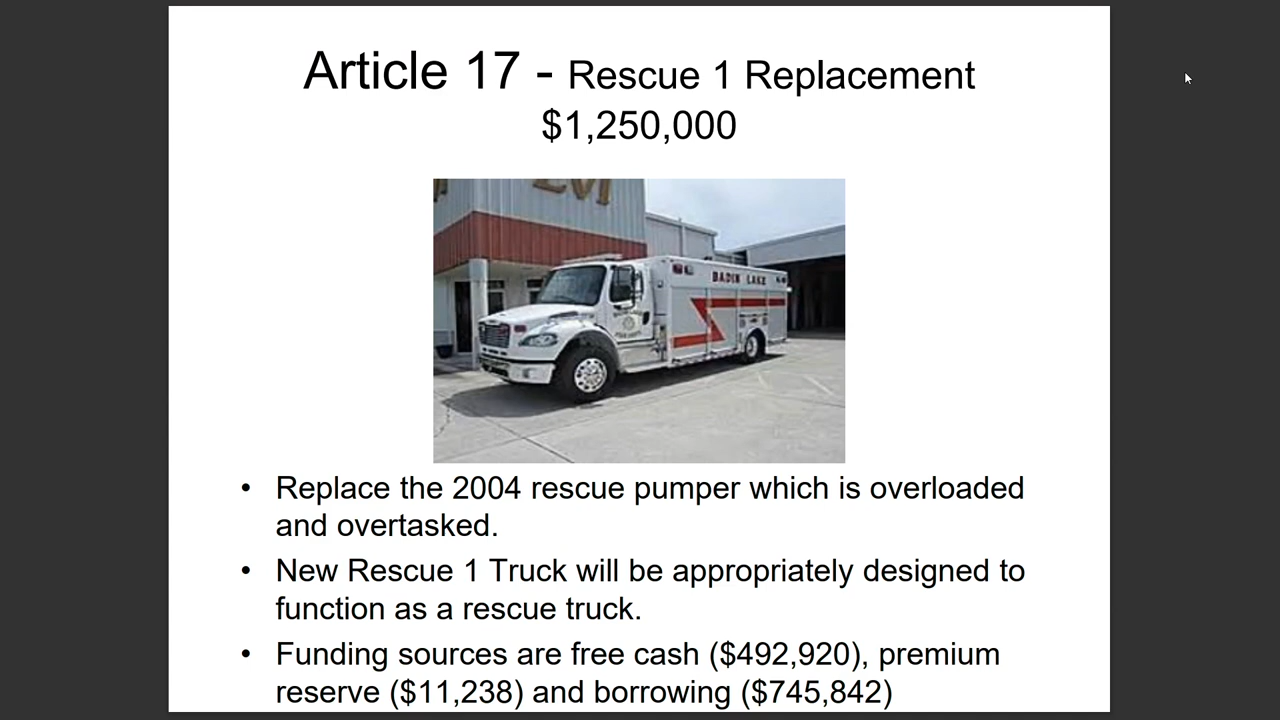 Article 17 - Rescue 1 Replacement
$1,250,000
EVI
BADIN LAKE
• Replace the 2004 rescue pumper which is overloaded
and overtasked.
• New Rescue 1 Truck will be appropriately designed to
function as a rescue truck.
• Funding sources are free cash ($492,920), premium
reserve ($11,238) and borrowing ($745,842)